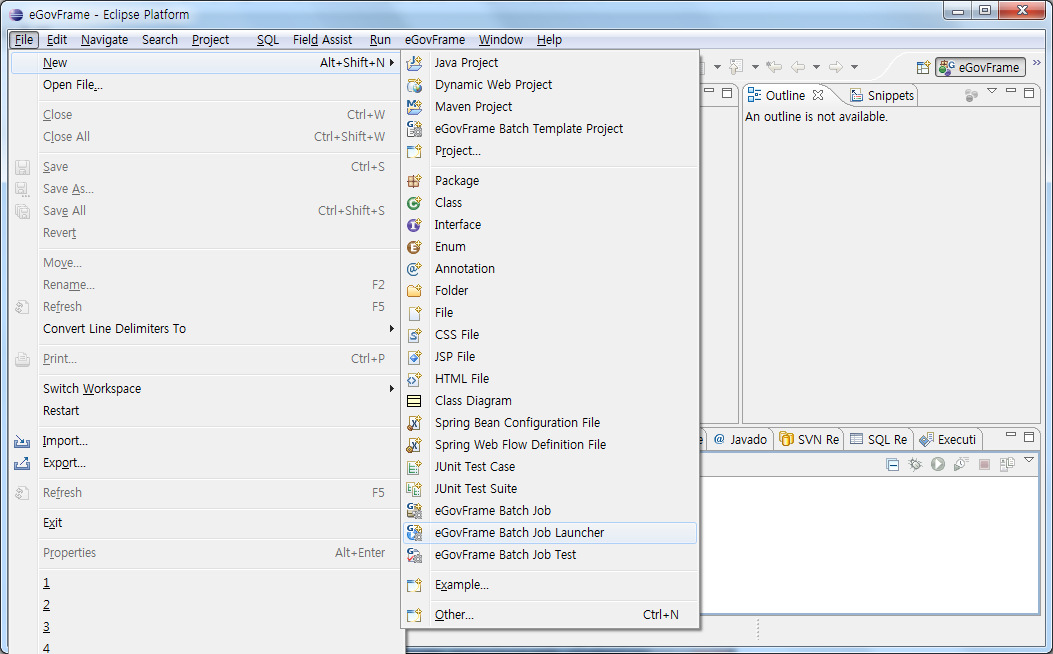 eGovFrame - Eclipse Platform
File Edit Navigate Search Project SQL Field Assist Run eGovFrame Window Help
New Alt+Shift+N
Open File...
Close Ctrl+W
Close All Ctrl+Shift+W
Save Ctrl+S
Save As...
Save All Ctrl+Shift+S
Revert
Move...
Rename... F2
Refresh F5
Convert Line Delimiters To
Print... Ctrl+P
Switch Workspace
Restart
Import...
Export...
Refresh F5
Exit
Properties Alt+Enter
1
2
3
4
Java Project
Dynamic Web Project
Maven Project
eGovFrame Batch Template Project
Project...
Package
Class
Interface
Enum
Annotation
Folder
File
CSS File
JSP File
HTML File
Class Diagram
Spring Bean Configuration File
Spring Web Flow Definition File
JUnit Test Case
JUnit Test Suite
eGovFrame Batch Job
eGovFrame Batch Job Launcher
eGovFrame Batch Job Test
Example...
Other... Ctrl+N
eGovFrame
Outline Snippets
An outline is not available.
e @ Javado SVN Re SQL Re Executi